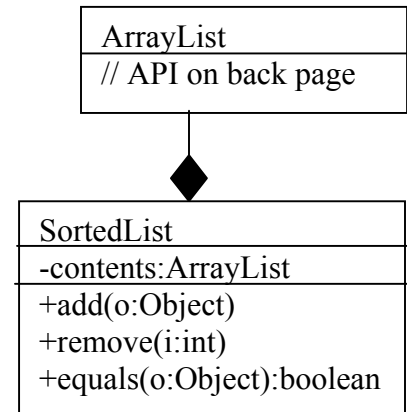 ArrayList
// API on back page
SortedList
-contents:ArrayList
+add(o:Object)
+remove(i:int)
+equals(o:Object):boolean